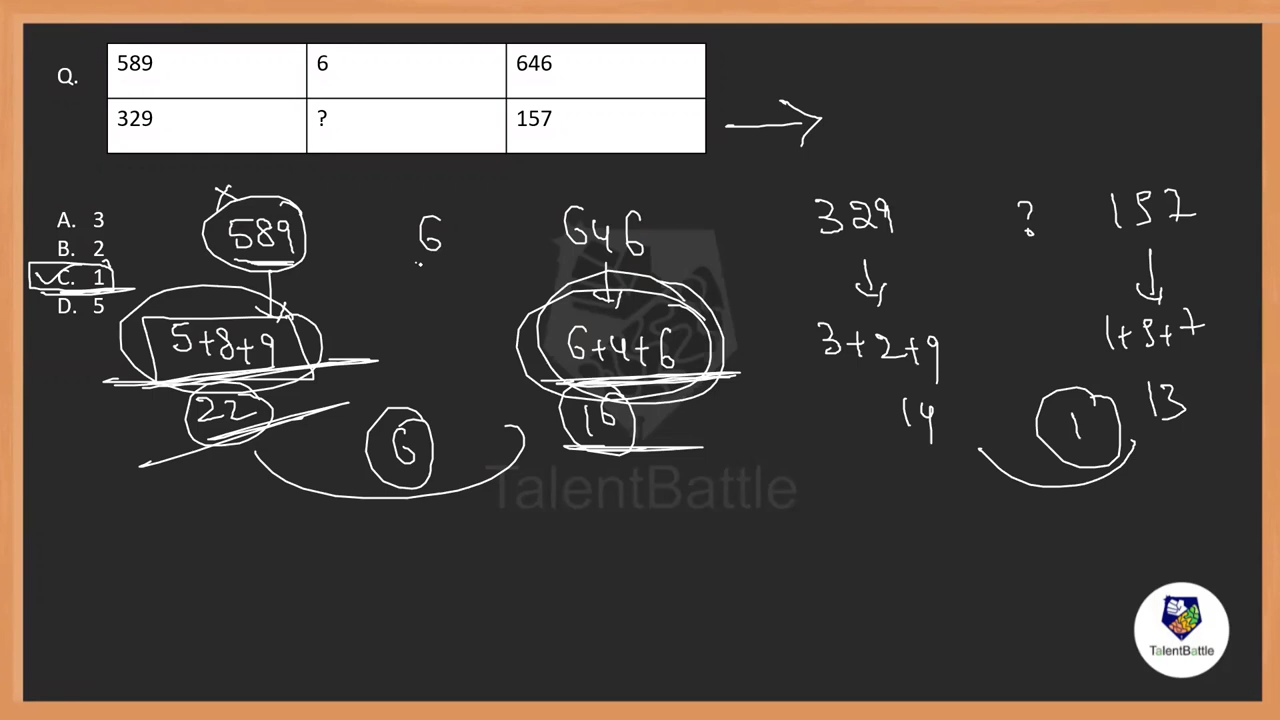 Q. 589 6 646
329 ? 157
A. 3
B. 2
C. 1
D. 5
589 6 646 329 ? 157
5+8+9 6+4+6 3+2+9 1+5+7
22 6 16 14 1 13
TalentBattle
TalentBattle